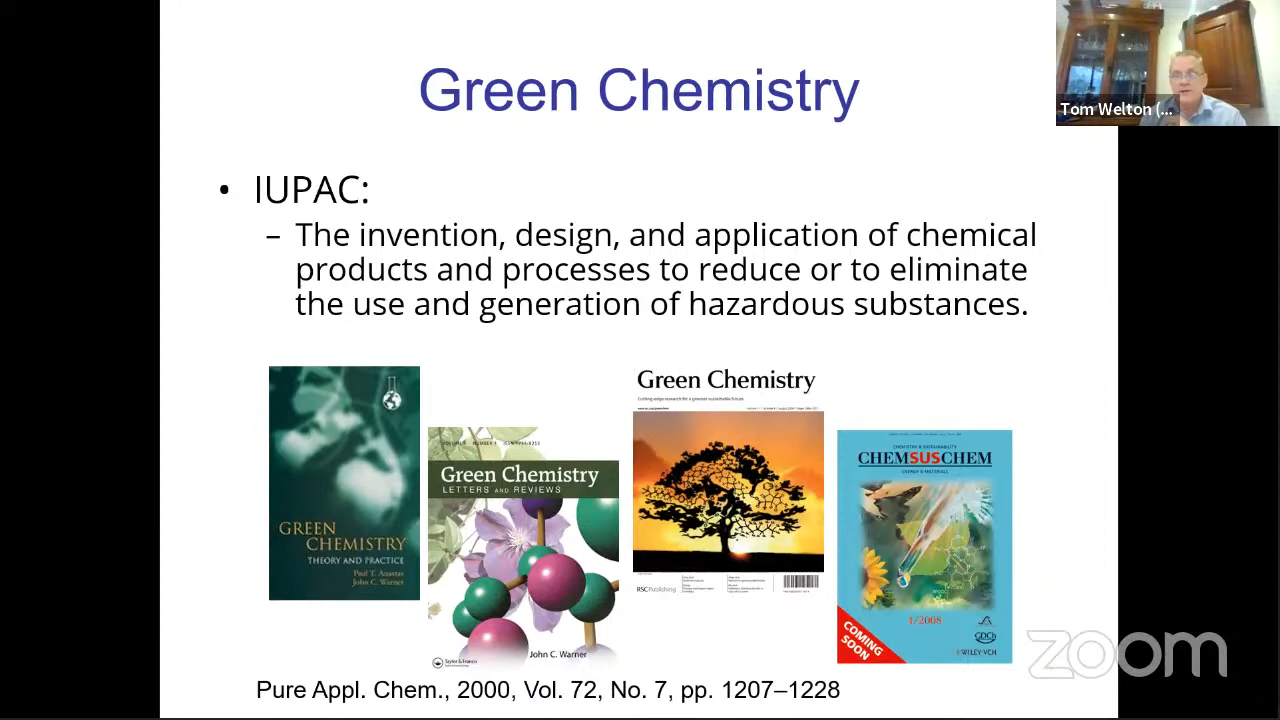 Green Chemistry
Tom Welton (...
• IUPAC:
– The invention, design, and application of chemical
products and processes to reduce or to eliminate
the use and generation of hazardous substances.
GREEN
CHEMISTRY
THEORY AND PRACTICE
Paul T. Anastas
John C. Warner
Green Chemistry
LETTERS AND REVIEWS
John C. Warner
Taylor & Francis
Green Chemistry
Cutting-edge research for a greener sustainable future
RSCPublishing
CHEMISTRY & SUSTAINABILITY
CHEMSUSCHEM
ENERGY & MATERIALS
1/2008
COMING
SOON
GDCh
WILEY-VCH
zoom
Pure Appl. Chem., 2000, Vol. 72, No. 7, pp. 1207–1228